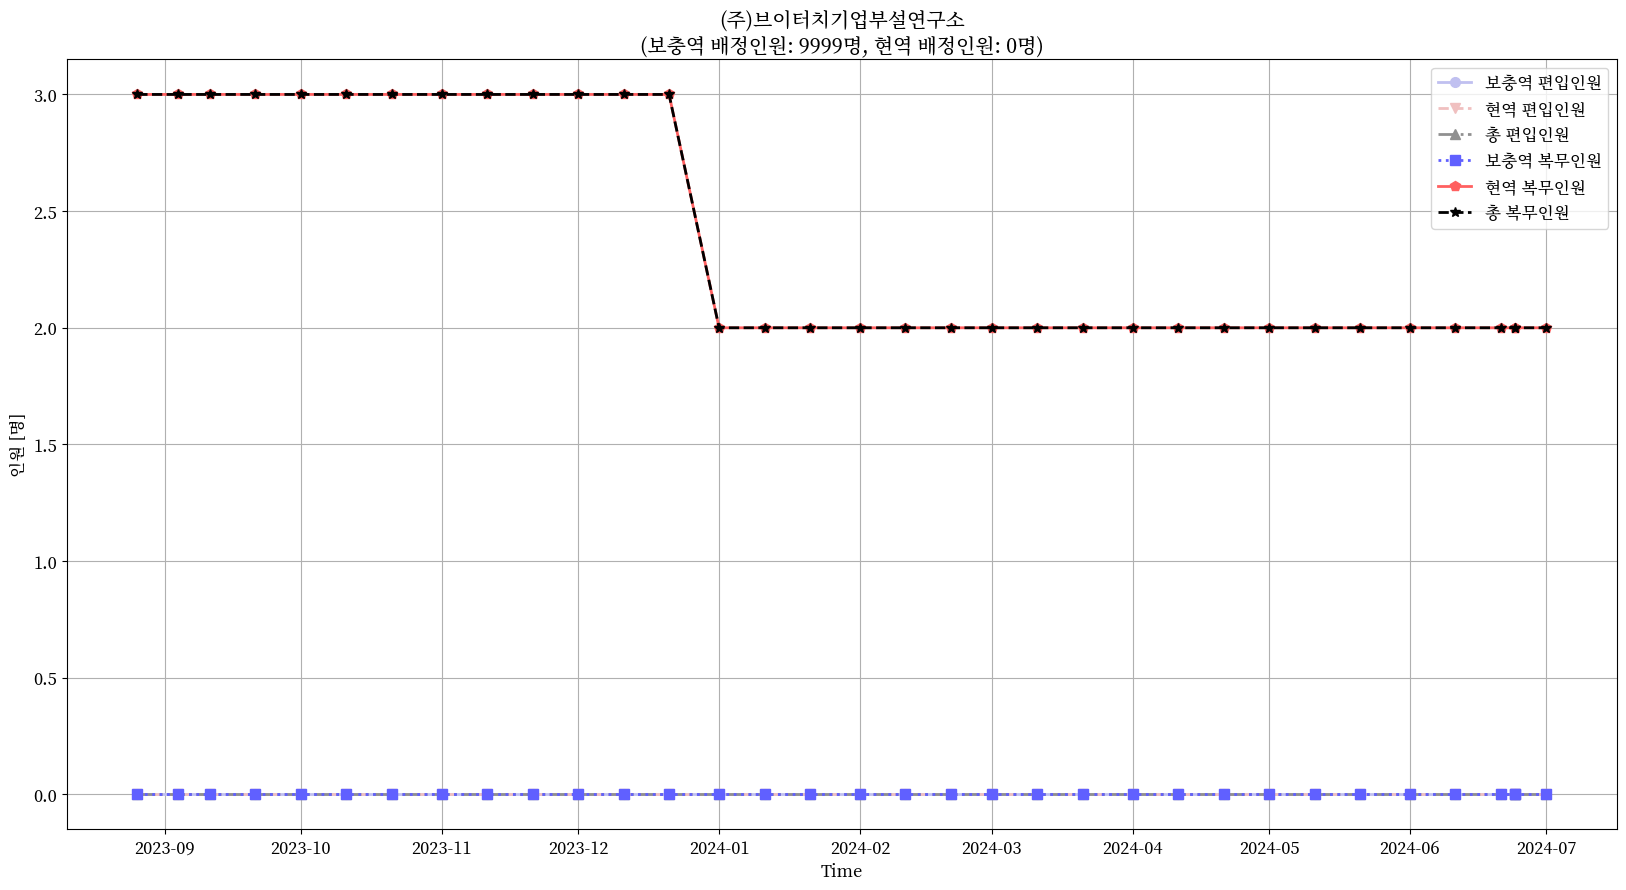 (주)브이터치기업부설연구소
(보충역 배정인원: 9999명, 현역 배정인원: 0명)
보충역 편입인원
현역 편입인원
총 편입인원
보충역 복무인원
현역 복무인원
총 복무인원
3.0
2.5
2.0
1.5
1.0
0.5
0.0
인원 [명]
2023-09
2023-10
2023-11
2023-12
2024-01
2024-02
2024-03
2024-04
2024-05
2024-06
2024-07
Time